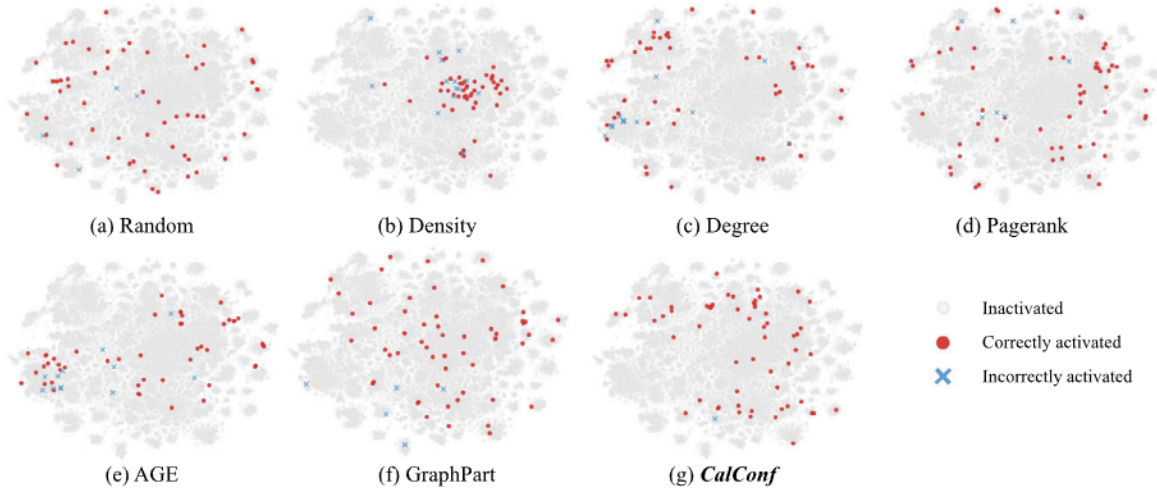 (a) Random
(b) Density
(c) Degree
(d) Pagerank
(e) AGE
(f) GraphPart
(g) CalConf
Inactivated
Correctly activated
Incorrectly activated